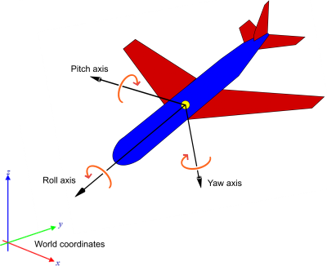 Pitch axis
Roll axis
Yaw axis
z
y
World coordinates
x